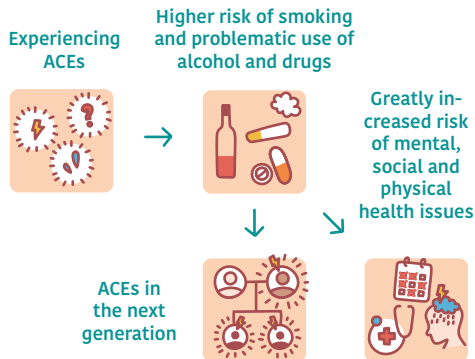 Experiencing
ACEs
Higher risk of smoking
and problematic use of
alcohol and drugs
Greatly in-
creased risk
of mental,
social and
physical
health issues
ACEs in
the next
generation